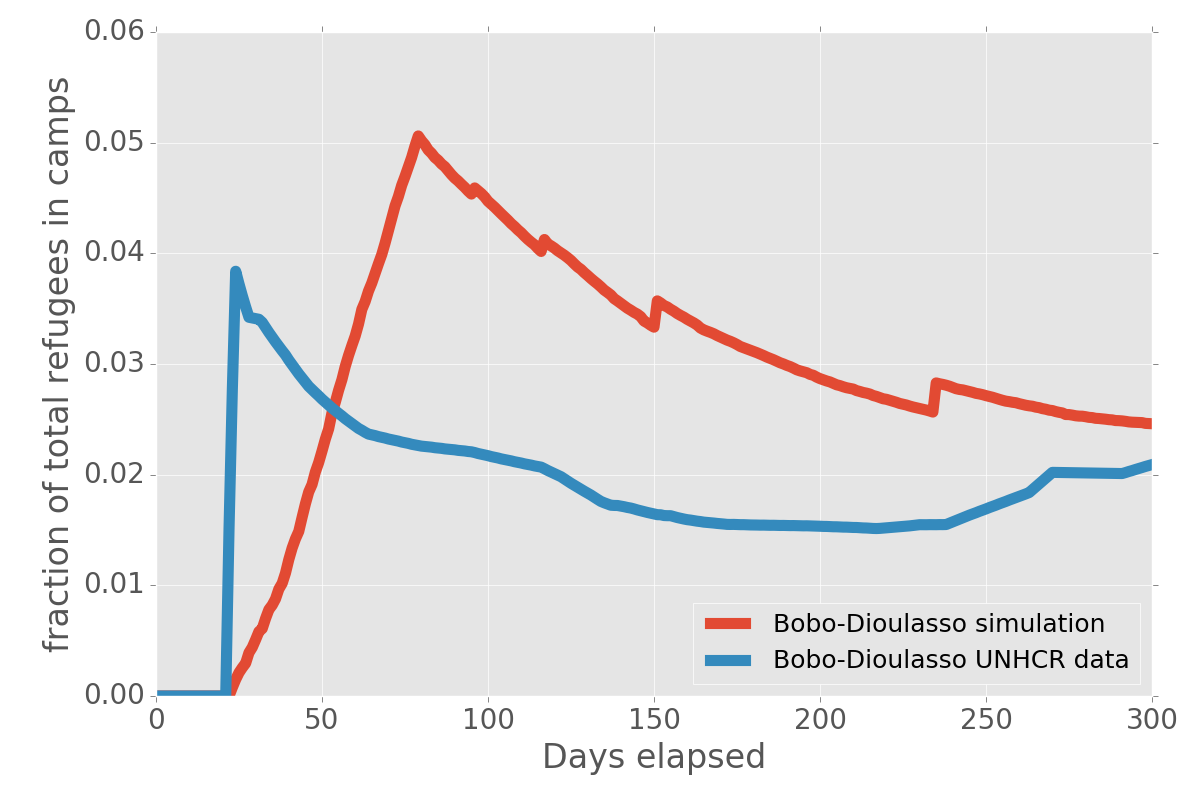 0.06
0.05
0.04
0.03
0.02
0.01
0.00
fraction of total refugees in camps
Bobo-Dioulasso simulation
Bobo-Dioulasso UNHCR data
0 50 100 150 200 250 300
Days elapsed